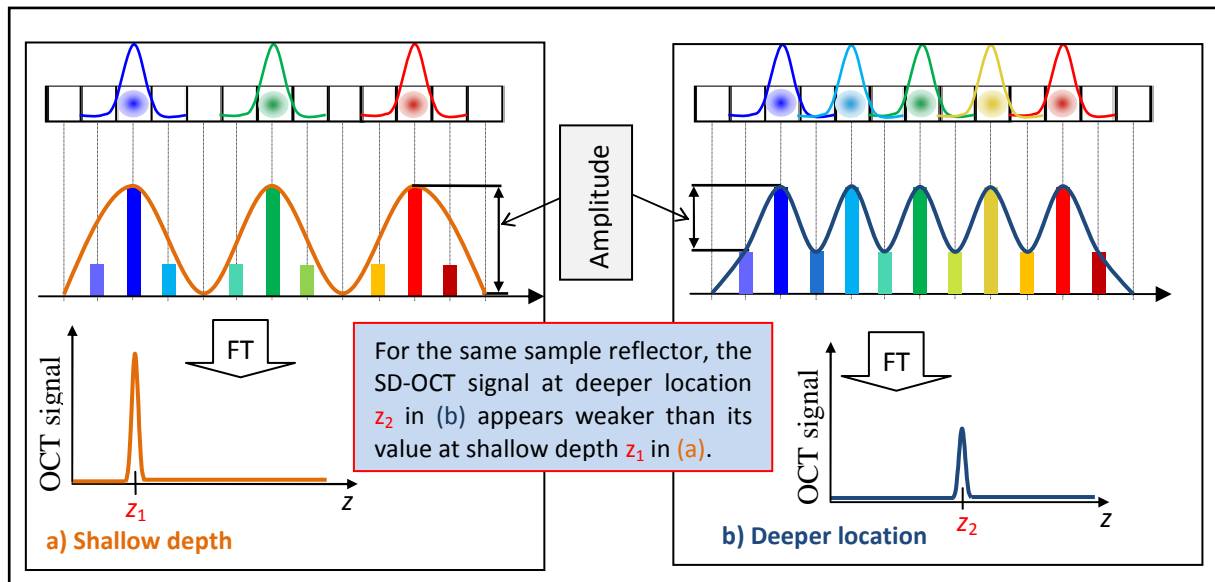 Amplitude
FT
OCT signal
z₁
z
a) Shallow depth
For the same sample reflector, the
SD-OCT signal at deeper location
z₂ in (b) appears weaker than its
value at shallow depth z₁ in (a).
FT
OCT signal
z₂
z
b) Deeper location